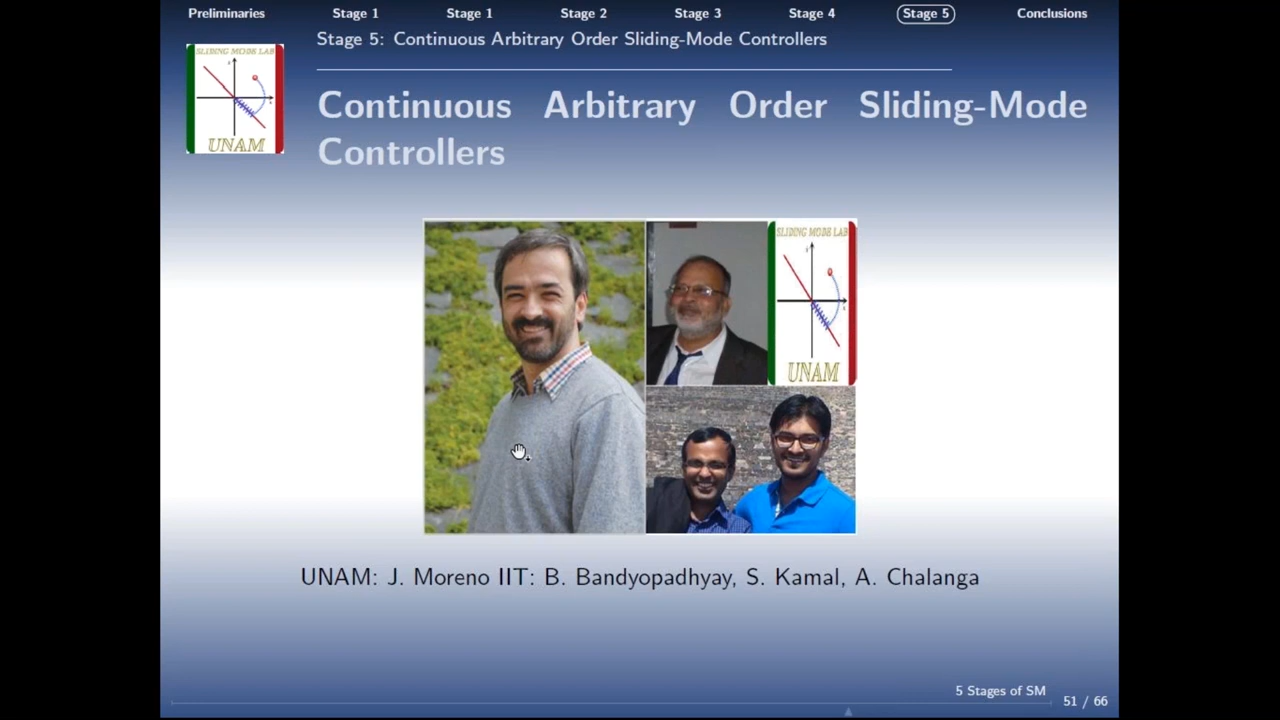 Preliminaries Stage 1 Stage 1 Stage 2 Stage 3 Stage 4 Stage 5 Conclusions
Stage 5: Continuous Arbitrary Order Sliding-Mode Controllers
SLIDING MODE LAB
UNAM
Continuous Arbitrary Order Sliding-Mode
Controllers
SLIDING MODE LAB
UNAM
UNAM: J. Moreno IIT: B. Bandyopadhyay, S. Kamal, A. Chalanga
5 Stages of SM
51 / 66